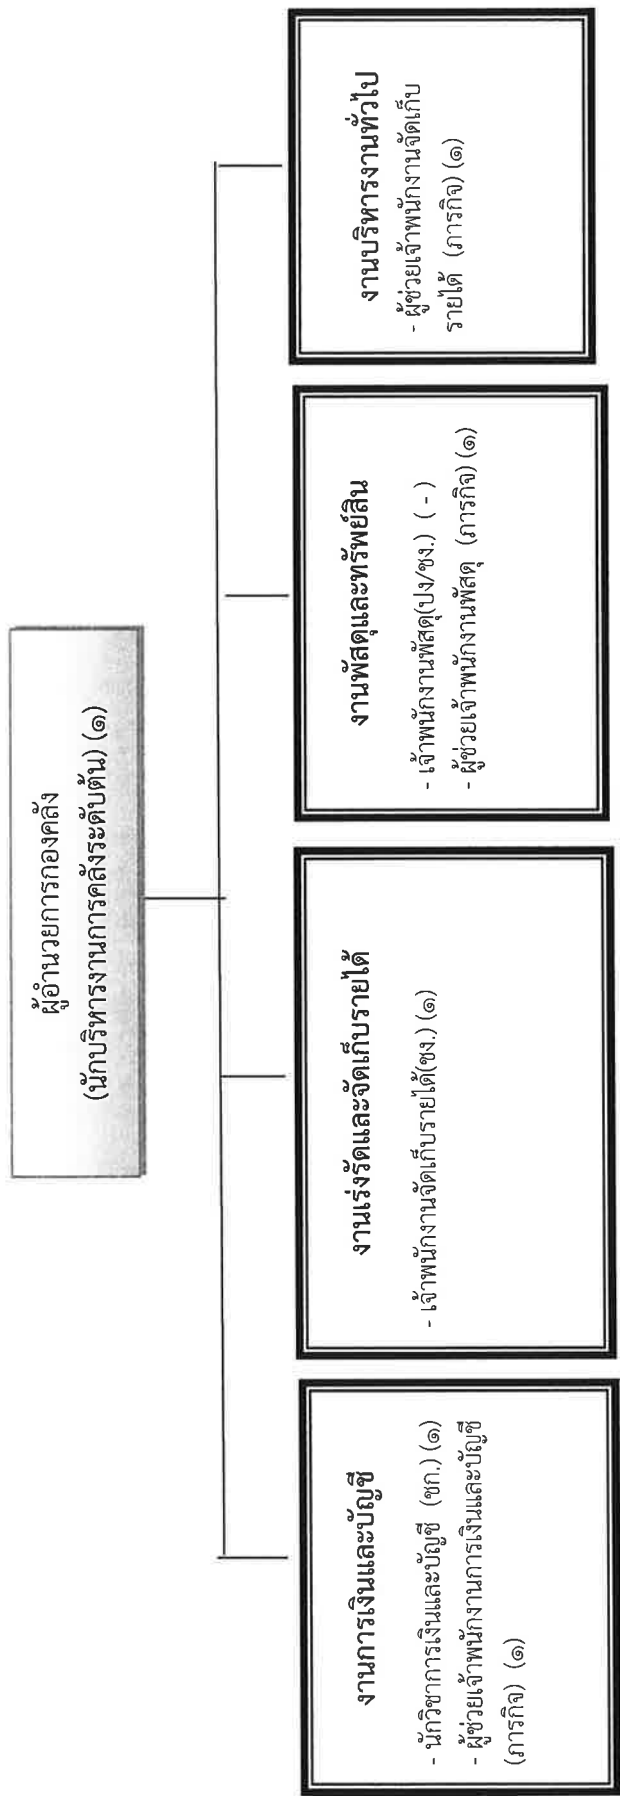 ผู้อำนวยการกองคลัง
(นักบริหารงานการคลังระดับต้น) (๑)
งานการเงินและบัญชี
- นักวิชาการเงินและบัญชี (ชก.) (๑)
- ผู้ช่วยเจ้าพนักงานการเงินและบัญชี
(ภารกิจ) (๑)
งานเร่งรัดและจัดเก็บรายได้
- เจ้าพนักงานจัดเก็บรายได้(ชง.) (๑)
งานพัสดุและทรัพย์สิน
- เจ้าพนักงานพัสดุ(ปง/ชง.) ( - )
- ผู้ช่วยเจ้าพนักงานพัสดุ (ภารกิจ) (๑)
งานบริหารงานทั่วไป
- ผู้ช่วยเจ้าพนักงานจัดเก็บ
รายได้ (ภารกิจ) (๑)